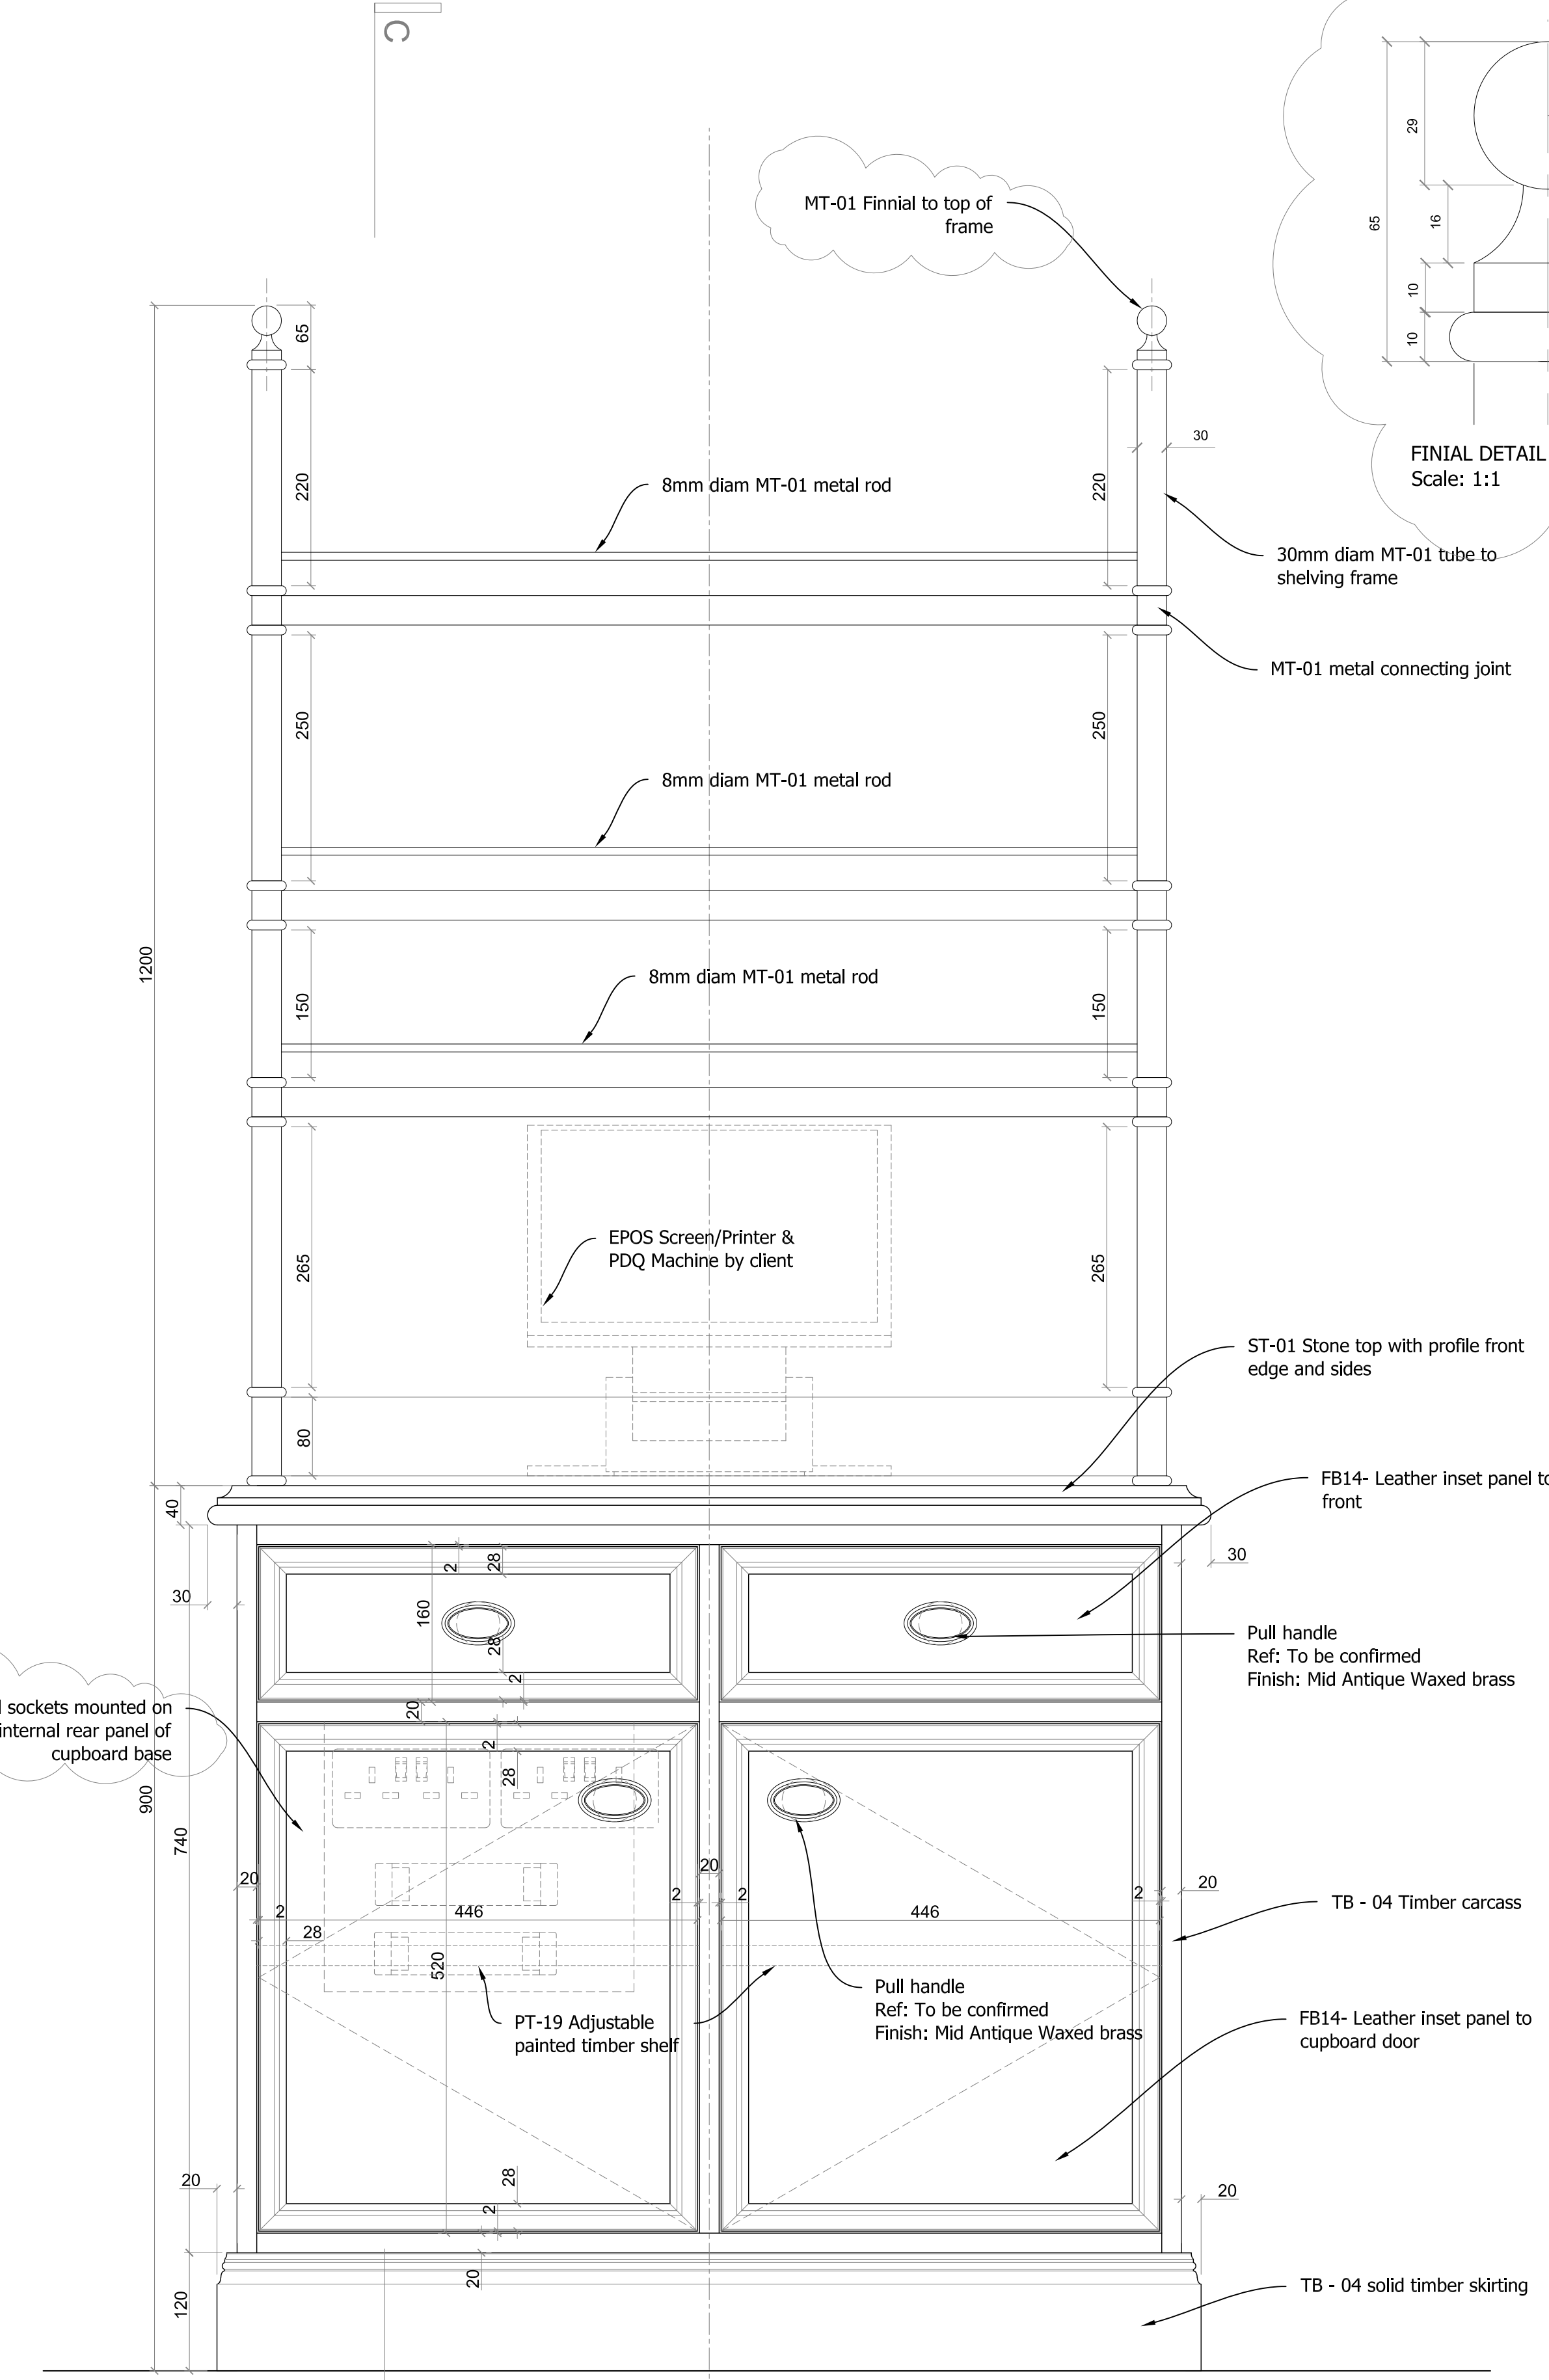 C
MT-01 Finnial to top of
frame
29
65
16
10
10
FINIAL DETAIL
Scale: 1:1
65
30
220
220
8mm diam MT-01 metal rod
30mm diam MT-01 tube to
shelving frame
MT-01 metal connecting joint
250
250
8mm diam MT-01 metal rod
1200
8mm diam MT-01 metal rod
150
150
EPOS Screen/Printer &
PDQ Machine by client
265
265
ST-01 Stone top with profile front
edge and sides
80
FB14- Leather inset panel to
front
40
2
28
30
30
160
28
2
Pull handle
Ref: To be confirmed
Finish: Mid Antique Waxed brass
sockets mounted on
internal rear panel of
cupboard base
20
2
28
900
740
20
20
20
2
2
2
TB - 04 Timber carcass
2
446
446
28
520
Pull handle
Ref: To be confirmed
Finish: Mid Antique Waxed brass
PT-19 Adjustable
painted timber shelf
FB14- Leather inset panel to
cupboard door
20
28
20
2
20
120
TB - 04 solid timber skirting